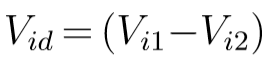 V_{id} = (V_{i1} − V_{i2})